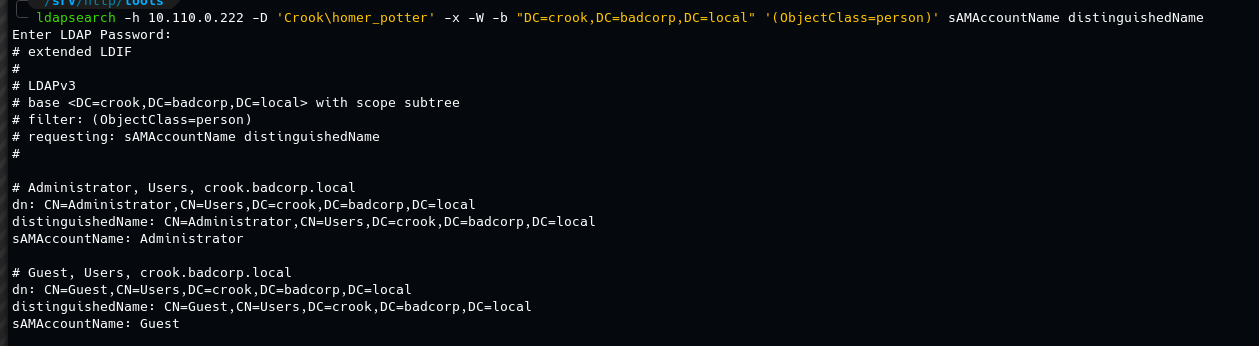 /srv/http/tools
ldapsearch -h 10.110.0.222 -D 'Crook\homer_potter' -x -W -b "DC=crook,DC=badcorp,DC=local" '(ObjectClass=person)' sAMAccountName distinguishedName
Enter LDAP Password:
# extended LDIF
#
# LDAPv3
# base <DC=crook,DC=badcorp,DC=local> with scope subtree
# filter: (ObjectClass=person)
# requesting: sAMAccountName distinguishedName
#
# Administrator, Users, crook.badcorp.local
dn: CN=Administrator,CN=Users,DC=crook,DC=badcorp,DC=local
distinguishedName: CN=Administrator,CN=Users,DC=crook,DC=badcorp,DC=local
sAMAccountName: Administrator
# Guest, Users, crook.badcorp.local
dn: CN=Guest,CN=Users,DC=crook,DC=badcorp,DC=local
distinguishedName: CN=Guest,CN=Users,DC=crook,DC=badcorp,DC=local
sAMAccountName: Guest